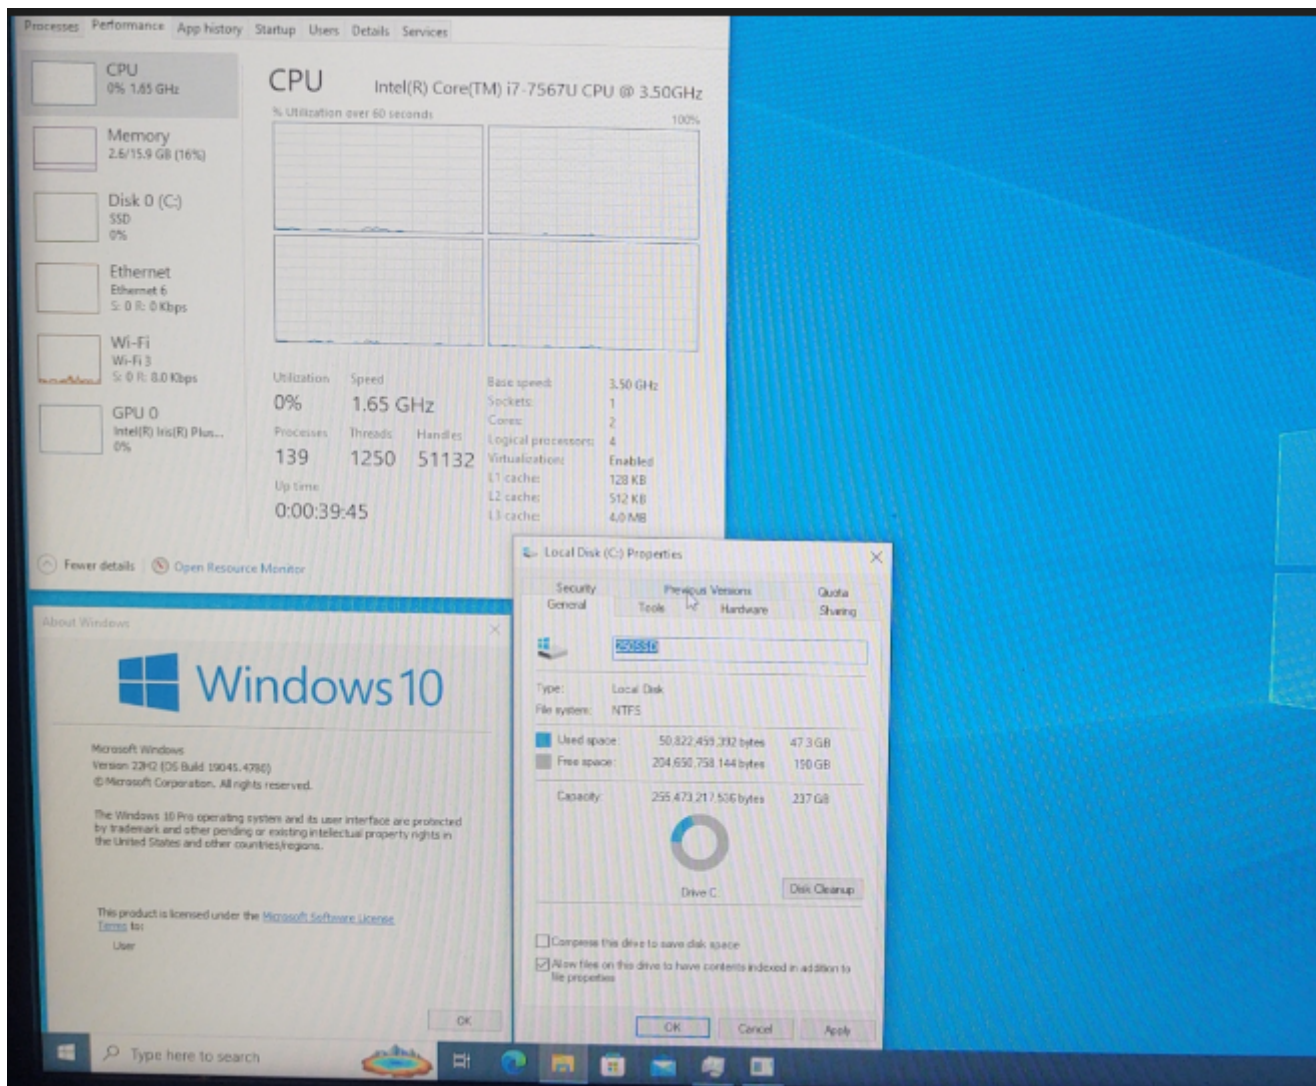 Processes Performance App history Startup Users Details Services
CPU
0% 1.65 GHz
Memory
2.6/15.9 GB (16%)
Disk 0 (C:)
SSD
0%
Ethernet
Ethernet 6
S: 0 R: 0 Kbps
Wi-Fi
Wi-Fi 3
S: 0 R: 8.0 Kbps
GPU 0
Intel(R) Iris(R) Plus...
0%
CPU Intel(R) Core(TM) i7-7567U CPU @ 3.50GHz
% Utilization over 60 seconds 100%
Utilization Speed
0% 1.65 GHz
Processes Threads Handles
139 1250 51132
Up time
0:00:39:45
Base speed: 3.50 GHz
Sockets: 1
Cores: 2
Logical processors: 4
Virtualization: Enabled
L1 cache: 128 KB
L2 cache: 512 KB
L3 cache: 4.0 MB
Fewer details Open Resource Monitor
About Windows
Windows 10
Microsoft Windows
Version 22H2 (OS Build 19045.4780)
© Microsoft Corporation. All rights reserved.
The Windows 10 Pro operating system and its user interface are protected
by trademark and other pending or existing intellectual property rights in
the United States and other countries/regions.
This product is licensed under the Microsoft Software License
Terms to:
User
OK
Local Disk (C:) Properties
Security Previous Versions Quota
General Tools Hardware Sharing
250SSD
Type: Local Disk
File system: NTFS
Used space: 50,822,459,392 bytes 47.3 GB
Free space: 204,650,758,144 bytes 190 GB
Capacity: 255,473,217,536 bytes 237 GB
Drive C: Disk Cleanup
Compress this drive to save disk space
Allow files on this drive to have contents indexed in addition to
file properties
OK Cancel Apply
Type here to search